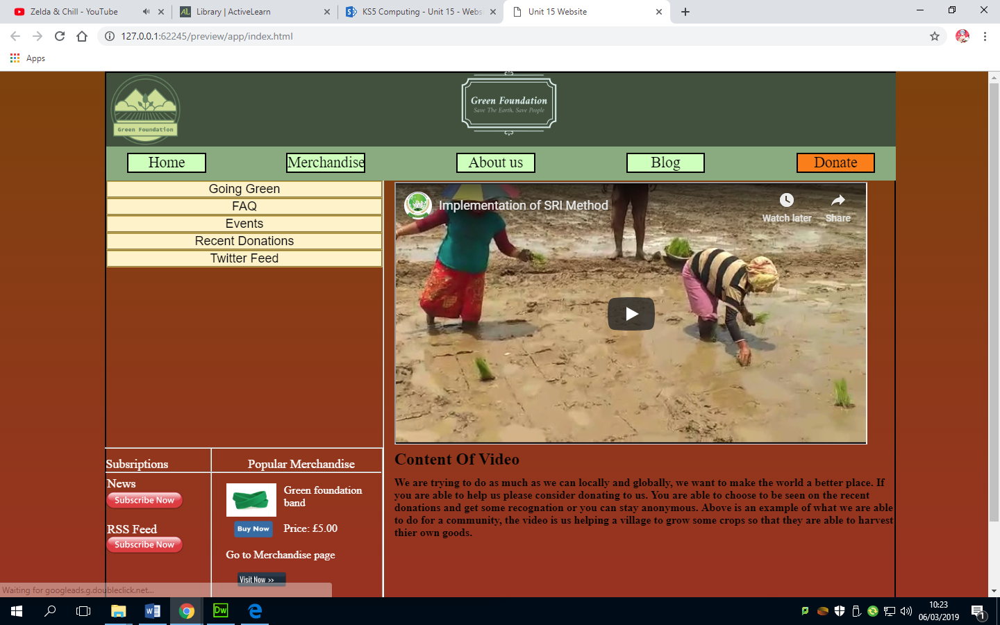 Zelda & Chill - YouTube
Library | ActiveLearn
KS5 Computing - Unit 15 - Webs
Unit 15 Website
127.0.0.1:62245/preview/app/index.html
Apps
Green Foundation
Green Foundation
Save The Earth, Save People
Home
Merchandise
About us
Blog
Donate
Going Green
FAQ
Events
Recent Donations
Twitter Feed
Implementation of SRI Method
Watch later
Share
Subsriptions
Popular Merchandise
News
Subscribe Now
RSS Feed
Subscribe Now
Green foundation
band
Buy Now
Price: £5.00
Go to Merchandise page
Visit Now >>
Content Of Video
We are trying to do as much as we can locally and globally, we want to make the world a better place. If
you are able to help us please consider donating to us. You are able to choose to be seen on the recent
donations and get some recognation or you can stay anonymous. Above is an example of what we are able
to do for a community, the video is us helping a village to grow some crops so that they are able to harvest
thier own goods.
Waiting for googleads.g.doubleclick.net...
Dw
10:23
06/03/2019
1